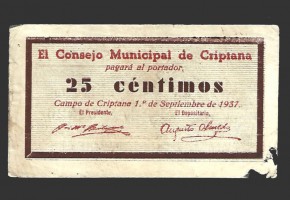 El Consejo Municipal de Criptana
pagará al portador,
25 céntimos
Campo de Criptana 1.º de Septiembre de 1937.
El Presidente, El Depositario,